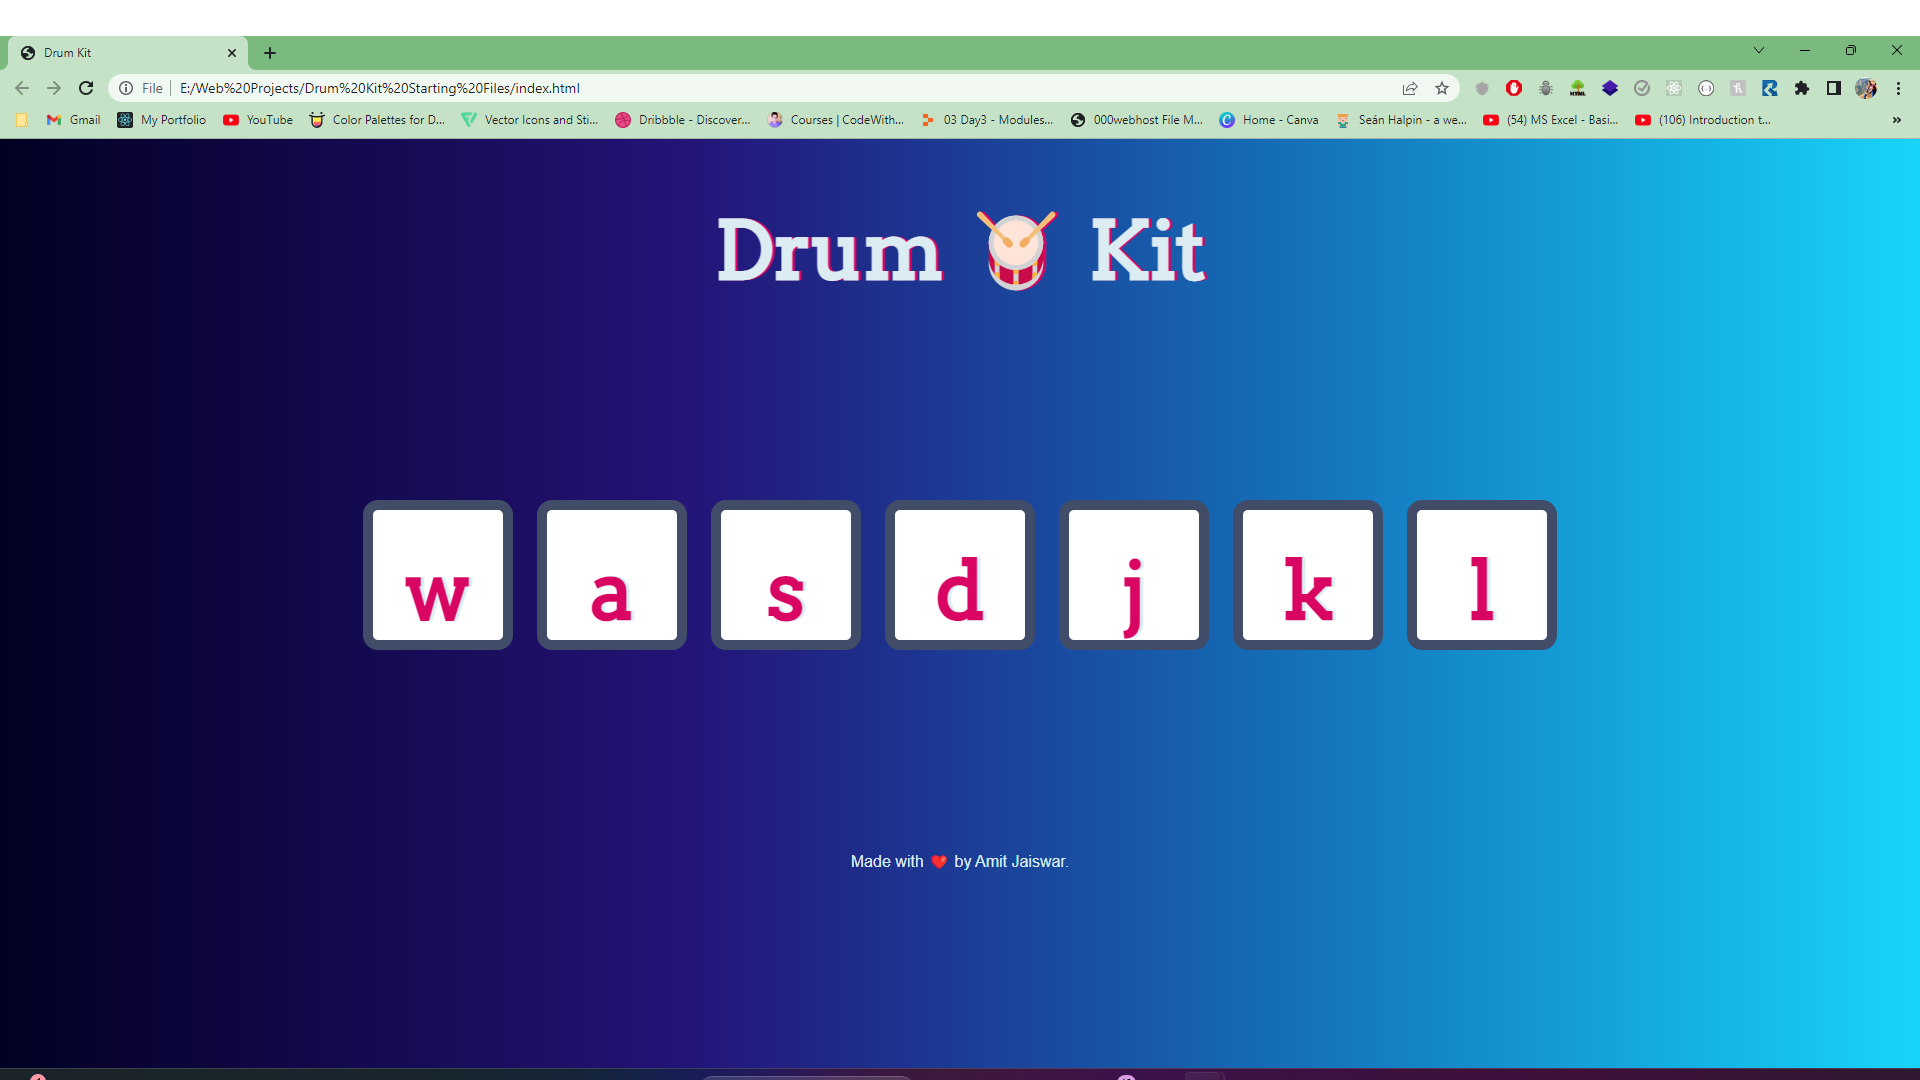 Drum Kit
File E:/Web%20Projects/Drum%20Kit%20Starting%20Files/index.html
Gmail My Portfolio YouTube Color Palettes for D... Vector Icons and Sti... Dribbble - Discover... Courses | CodeWith... 03 Day3 - Modules... 000webhost File M... Home - Canva Seán Halpin - a we... (54) MS Excel - Basi... (106) Introduction t... »
Drum Kit
w a s d j k l
Made with ❤️ by Amit Jaiswar.